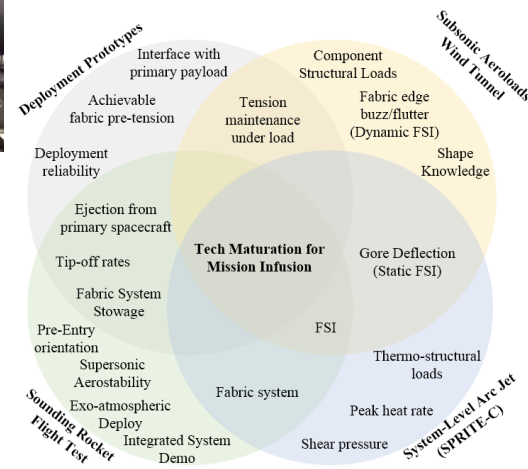 Deployment Prototypes
Subsonic Aeroloads
Wind Tunnel
Interface with
primary payload
Component
Structural Loads
Achievable
fabric pre-tension
Tension
maintenance
under load
Fabric edge
buzz/flutter
(Dynamic FSI)
Deployment
reliability
Shape
Knowledge
Ejection from
primary spacecraft
Tip-off rates
Tech Maturation for
Mission Infusion
Gore Deflection
(Static FSI)
Fabric System
Stowage
Pre-Entry
orientation
FSI
Supersonic
Aerostability
Thermo-structural
loads
Exo-atmospheric
Deploy
Fabric system
Peak heat rate
Integrated System
Demo
Shear pressure
Sounding Rocket
Flight Test
System-Level Arc Jet
(SPRITE-C)